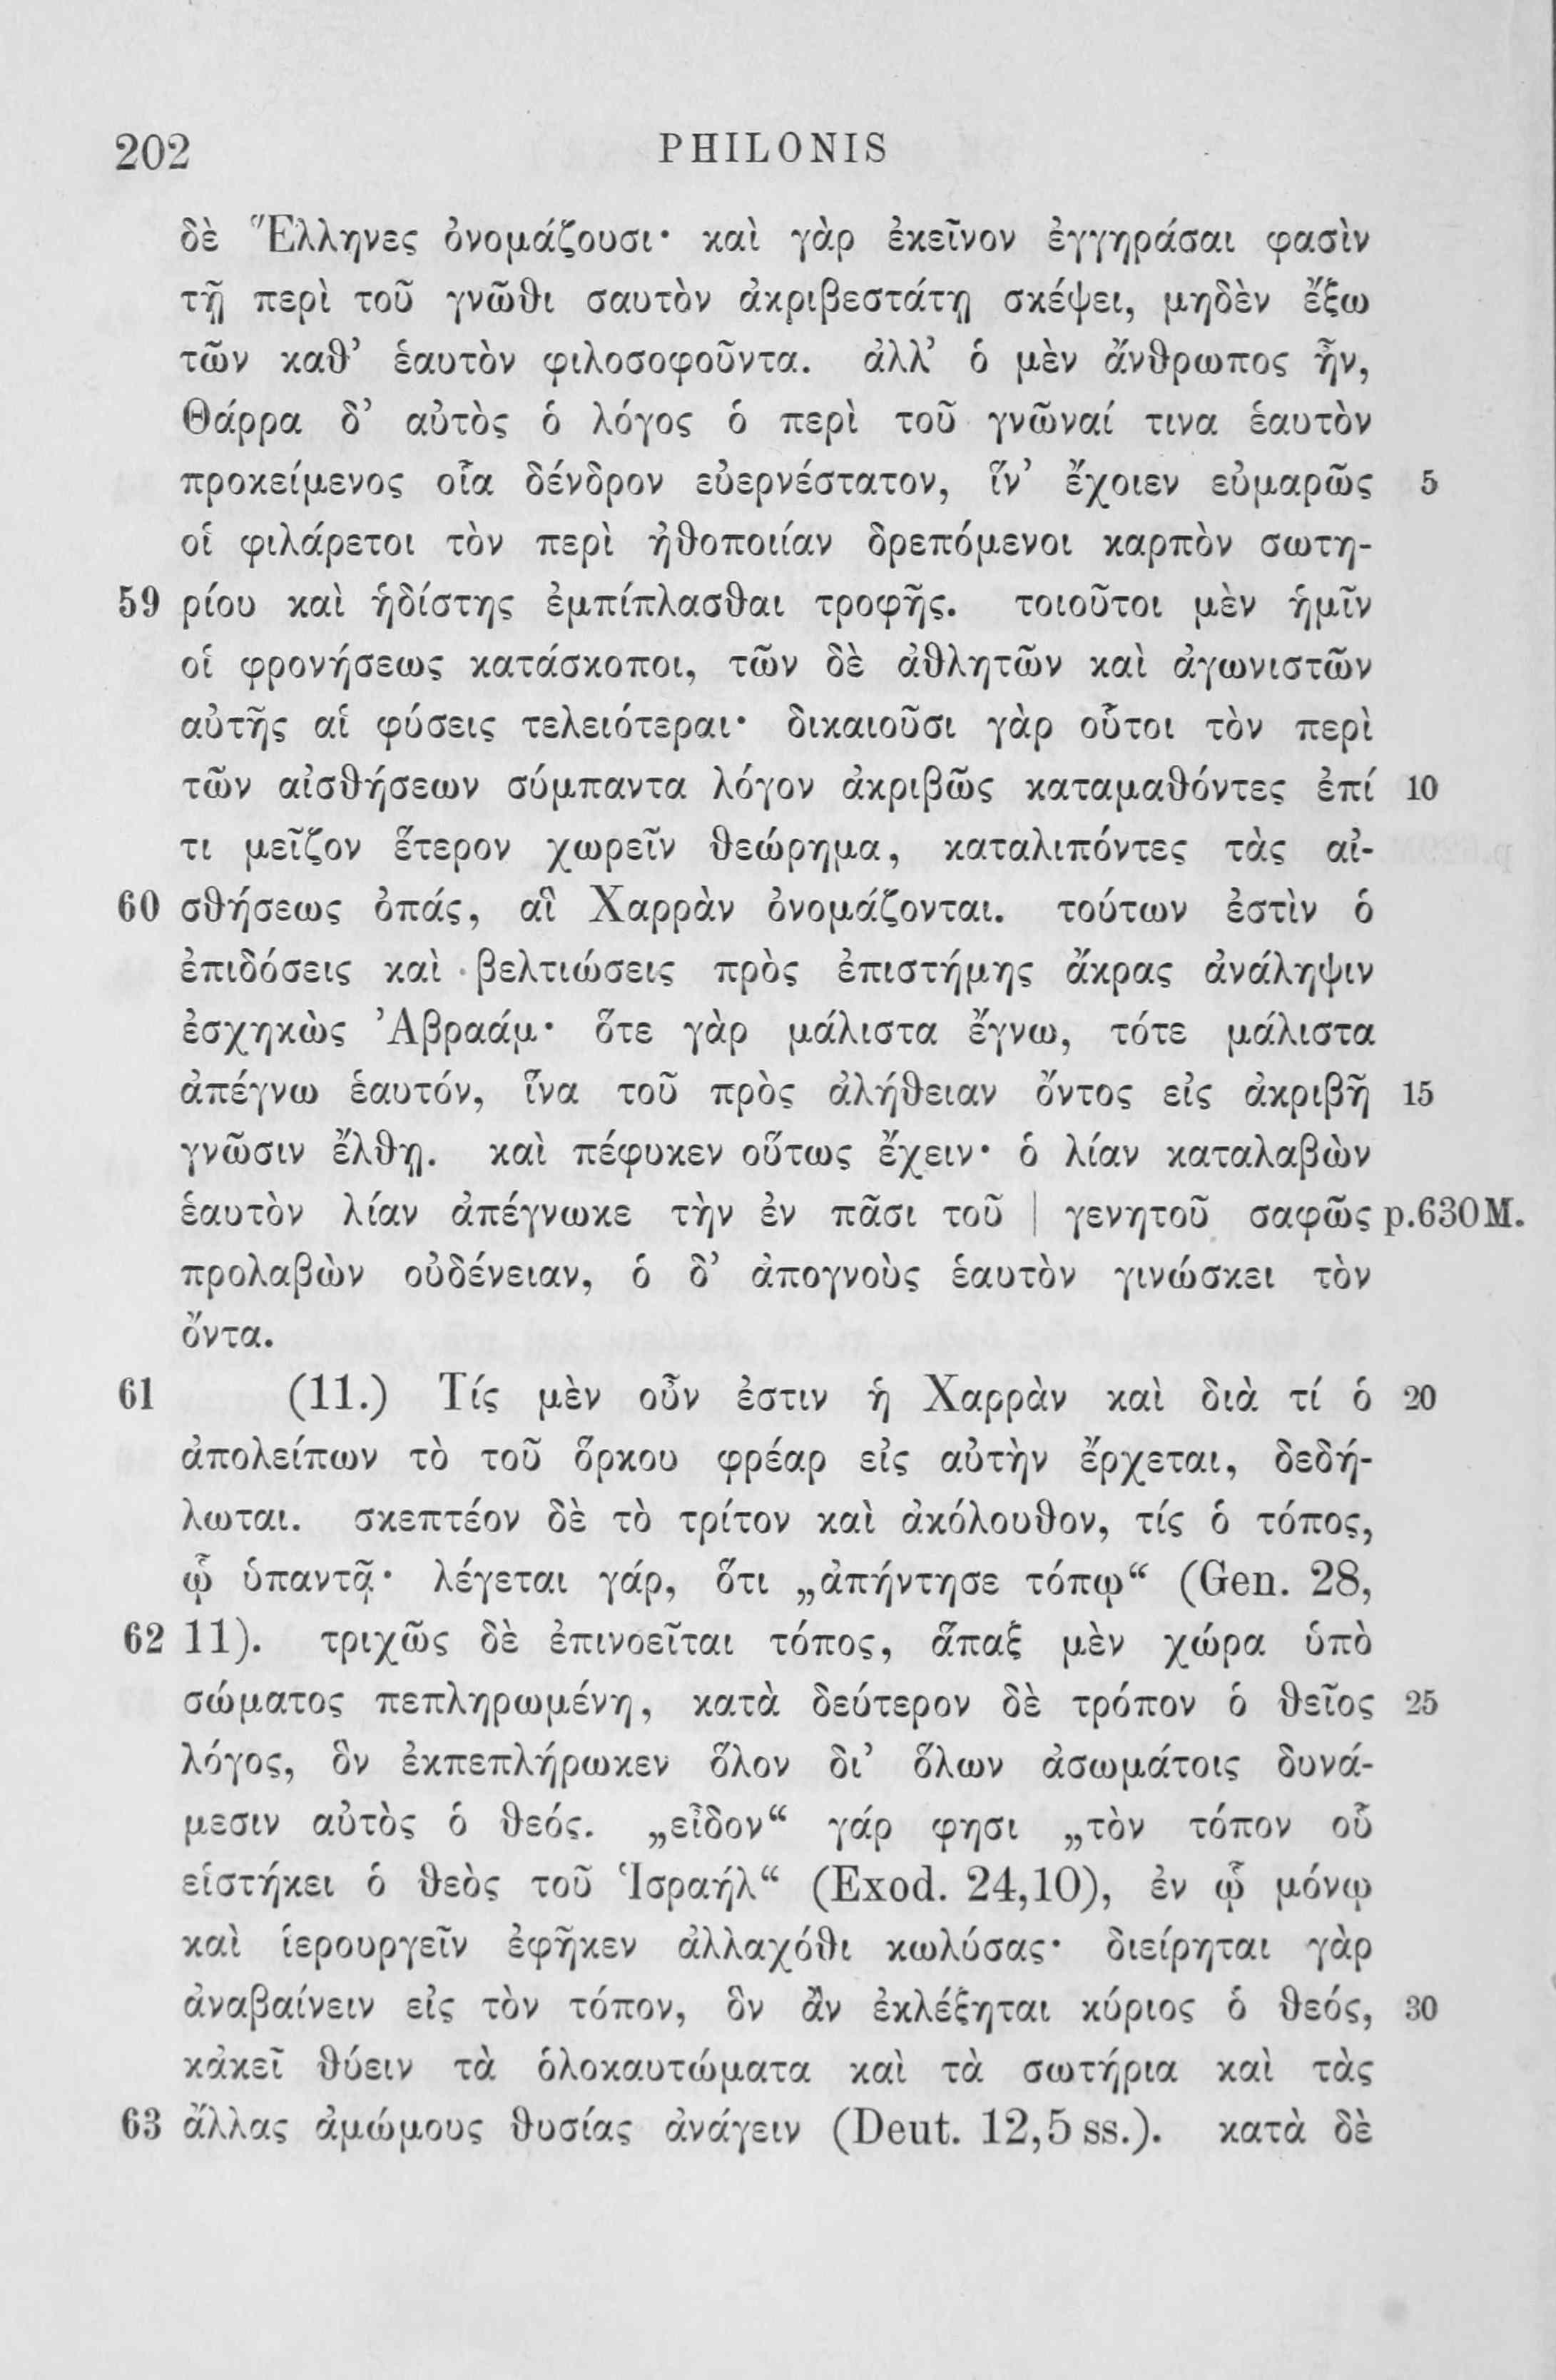 202 PHILONIS
δὲ Ἕλληνες ὀνομάζουσι· καὶ γὰρ ἐκεῖνον ἐγγηράσαι φασὶν
τῇ περὶ τοῦ γνῶθι σαυτὸν ἀκριβεστάτῃ σκέψει, μηδὲν ἔξω
τῶν καθ’ ἑαυτὸν φιλοσοφοῦντα. ἀλλ’ ὁ μὲν ἄνθρωπος ἦν,
Θάρρα δ’ αὐτὸς ὁ λόγος ὁ περὶ τοῦ γνῶναί τινα ἑαυτὸν
προκείμενος οἷα δένδρον εὐερνέστατον, ἵν’ ἔχοιεν εὐμαρῶς 5
οἱ φιλάρετοι τὸν περὶ ἠθοποιίαν δρεπόμενοι καρπὸν σωτη-
59 ρίου καὶ ἡδίστης ἐμπίπλασθαι τροφῆς. τοιοῦτοι μὲν ἡμῖν
οἱ φρονήσεως κατάσκοποι, τῶν δὲ ἀθλητῶν καὶ ἀγωνιστῶν
αὐτῆς αἱ φύσεις τελειότεραι· δικαιοῦσι γὰρ οὗτοι τὸν περὶ
τῶν αἰσθήσεων σύμπαντα λόγον ἀκριβῶς καταμαθόντες ἐπί 10
τι μεῖζον ἕτερον χωρεῖν θεώρημα, καταλιπόντες τὰς αἰ-
60 σθήσεως ὀπάς, αἳ Χαρρὰν ὀνομάζονται. τούτων ἐστὶν ὁ
ἐπιδόσεις καὶ βελτιώσεις πρὸς ἐπιστήμης ἄκρας ἀνάληψιν
ἐσχηκὼς Ἀβραάμ· ὅτε γὰρ μάλιστα ἔγνω, τότε μάλιστα
ἀπέγνω ἑαυτόν, ἵνα τοῦ πρὸς ἀλήθειαν ὄντος εἰς ἀκριβῆ 15
γνῶσιν ἔλθῃ. καὶ πέφυκεν οὕτως ἔχειν· ὁ λίαν καταλαβὼν
ἑαυτὸν λίαν ἀπέγνωκε τὴν ἐν πᾶσι τοῦ | γενητοῦ σαφῶς p.630M.
προλαβὼν οὐδένειαν, ὁ δ’ ἀπογνοὺς ἑαυτὸν γινώσκει τὸν
ὄντα.
61 (11.) Τίς μὲν οὖν ἐστιν ἡ Χαρρὰν καὶ διὰ τί ὁ 20
ἀπολείπων τὸ τοῦ ὅρκου φρέαρ εἰς αὐτὴν ἔρχεται, δεδή-
λωται. σκεπτέον δὲ τὸ τρίτον καὶ ἀκόλουθον, τίς ὁ τόπος,
ᾧ ὑπαντᾷ· λέγεται γάρ, ὅτι „ἀπήντησε τόπῳ“ (Gen. 28,
62 11). τριχῶς δὲ ἐπινοεῖται τόπος, ἅπαξ μὲν χώρα ὑπὸ
σώματος πεπληρωμένη, κατὰ δεύτερον δὲ τρόπον ὁ θεῖος 25
λόγος, ὃν ἐκπεπλήρωκεν ὅλον δι’ ὅλων ἀσωμάτοις δυνά-
μεσιν αὐτὸς ὁ θεός. „εἶδον“ γάρ φησι „τὸν τόπον οὗ
εἱστήκει ὁ θεὸς τοῦ Ἰσραήλ“ (Exod. 24,10), ἐν ᾧ μόνῳ
καὶ ἱερουργεῖν ἐφῆκεν ἀλλαχόθι κωλύσας· διείρηται γὰρ
ἀναβαίνειν εἰς τὸν τόπον, ὃν ἂν ἐκλέξηται κύριος ὁ θεός, 30
κἀκεῖ θύειν τὰ ὁλοκαυτώματα καὶ τὰ σωτήρια καὶ τὰς
63 ἄλλας ἀμώμους θυσίας ἀνάγειν (Deut. 12,5 ss.). κατὰ δὲ